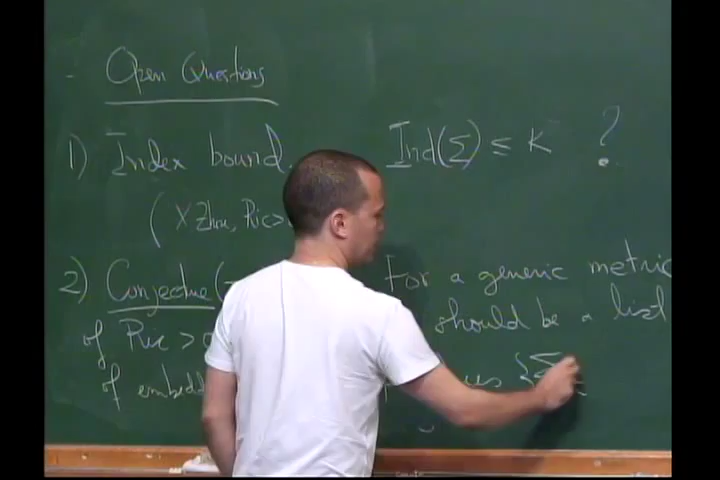 - Open Questions
1) Index bound. Ind(Σ) ≤ K ?
( X Zhou, Ric >
2) Conjecture ( For a generic metric
of Ric > 0 should be a list
of embedd {Σ